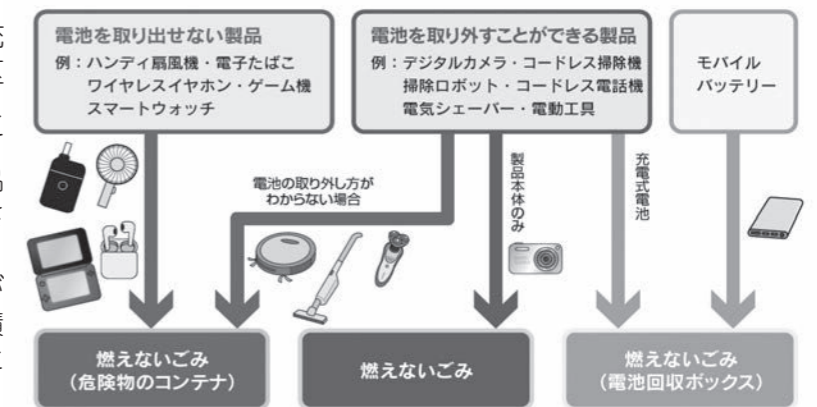 電池を取り出せない製品
例：ハンディ扇風機・電子たばこ
ワイヤレスイヤホン・ゲーム機
スマートウォッチ
電池を取り外すことができる製品
例：デジタルカメラ・コードレス掃除機
掃除ロボット・コードレス電話機
電気シェーバー・電動工具
モバイル
バッテリー
電池の取り外し方が
わからない場合
製品本体のみ
充電式電池
燃えないごみ
（危険物のコンテナ）
燃えないごみ
燃えないごみ
（電池回収ボックス）